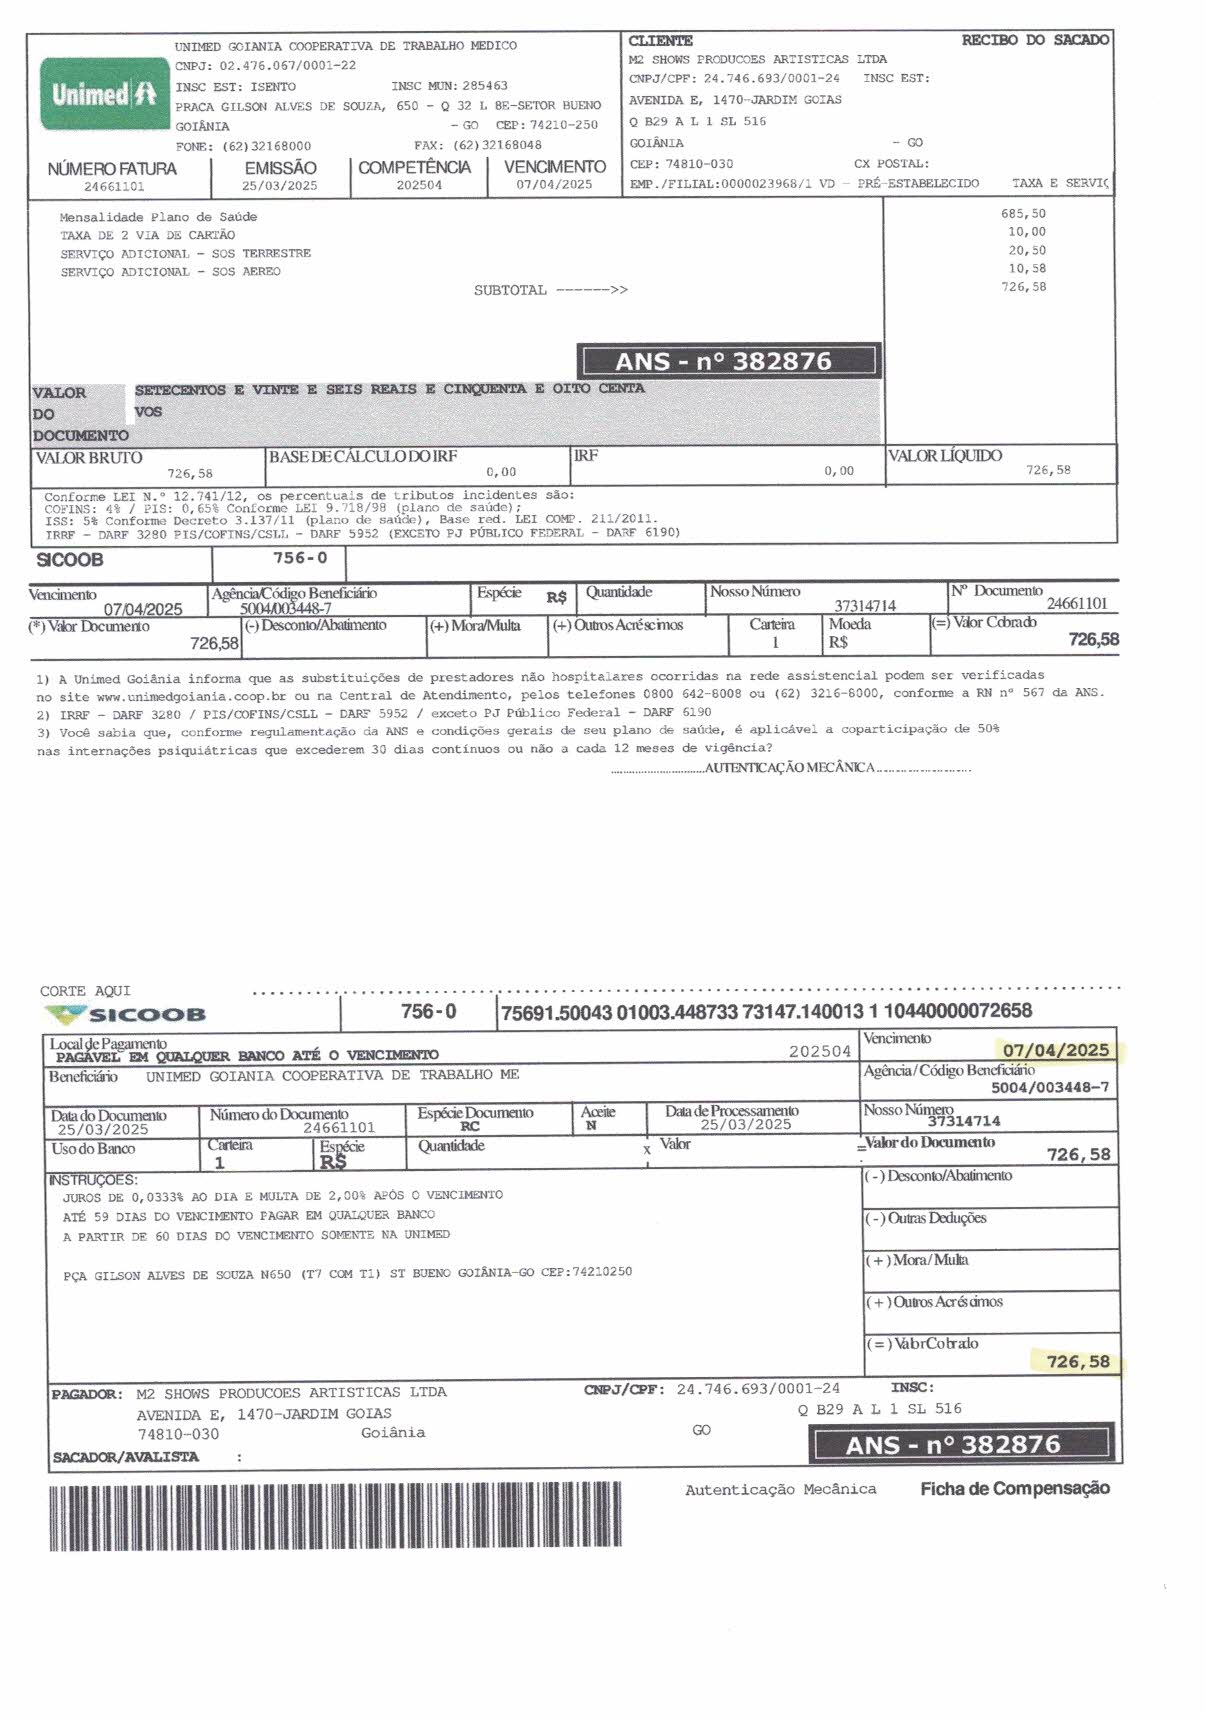 UNIMED GOIANIA COOPERATIVA DE TRABALHO MEDICO
CNPJ: 02.476.067/0001-22
INSC EST: ISENTO INSC MUN: 285463
PRACA GILSON ALVES DE SOUZA, 650 - Q 32 L 8E-SETOR BUENO
GOIÂNIA - GO CEP: 74210-250
FONE: (62)32168000 FAX: (62)32168048
Unimed
CLIENTE RECIBO DO SACADO
M2 SHOWS PRODUCOES ARTISTICAS LTDA
CNPJ/CPF: 24.746.693/0001-24 INSC EST:
AVENIDA E, 1470-JARDIM GOIAS
Q B29 A L 1 SL 516
GOIÂNIA - GO
CEP: 74810-030 CX POSTAL:
EMP./FILIAL:0000023968/1 VD - PRÉ-ESTABELECIDO TAXA E SERVIÇ
NÚMERO FATURA EMISSÃO COMPETÊNCIA VENCIMENTO
24661101 25/03/2025 202504 07/04/2025
Mensalidade Plano de Saúde 685,50
TAXA DE 2 VIA DE CARTÃO 10,00
SERVIÇO ADICIONAL - SOS TERRESTRE 20,50
SERVIÇO ADICIONAL - SOS AEREO 10,58
SUBTOTAL ------>> 726,58
ANS - nº 382876
VALOR DO DOCUMENTO SETECENTOS E VINTE E SEIS REAIS E CINQUENTA E OITO CENTA
VOS
VALOR BRUTO BASE DE CÁLCULO DO IRF IRF VALOR LÍQUIDO
726,58 0,00 0,00 726,58
Conforme LEI N.º 12.741/12, os percentuais de tributos incidentes são:
COFINS: 4% / PIS: 0,65% Conforme LEI 9.718/98 (plano de saúde);
ISS: 5% Conforme Decreto 3.137/11 (plano de saúde), Base red. LEI COMP. 211/2011.
IRRF - DARF 3280 PIS/COFINS/CSLL - DARF 5952 (EXCETO PJ PÚBLICO FEDERAL - DARF 6190)
SICOOB 756-0
Vencimento Agência/Código Beneficiário Espécie R$ Quantidade Nosso Número Nº Documento
07/04/2025 5004/003448-7 37314714 24661101
(*) Valor Documento (-) Desconto/Abatimento (+) Mora/Multa (+) Outros Acréscimos Carteira Moeda (=) Valor Cobrado
726,58 1 R$ 726,58
1) A Unimed Goiânia informa que as substituições de prestadores não hospitalares ocorridas na rede assistencial podem ser verificadas
no site www.unimedgoiania.coop.br ou na Central de Atendimento, pelos telefones 0800 642-8008 ou (62) 3216-8000, conforme a RN nº 567 da ANS.
2) IRRF - DARF 3280 / PIS/COFINS/CSLL - DARF 5952 / exceto PJ Público Federal - DARF 6190
3) Você sabia que, conforme regulamentação da ANS e condições gerais de seu plano de saúde, é aplicável a coparticipação de 50%
nas internações psiquiátricas que excederem 30 dias contínuos ou não a cada 12 meses de vigência?
AUTENTICAÇÃO MECÂNICA
CORTE AQUI
SICOOB 756-0 75691.50043 01003.448733 73147.140013 1 10440000072658
Local de Pagamento Vencimento
PAGÁVEL EM QUALQUER BANCO ATÉ O VENCIMENTO 202504 07/04/2025
Beneficiário UNIMED GOIANIA COOPERATIVA DE TRABALHO ME Agência/Código Beneficiário
5004/003448-7
Data do Documento Número do Documento Espécie Documento Aceite Data de Processamento Nosso Número
25/03/2025 24661101 RC N 25/03/2025 37314714
Uso do Banco Carteira Espécie Quantidade x Valor =Valor do Documento
1 R$ 726,58
INSTRUÇÕES: (-) Desconto/Abatimento
JUROS DE 0,0333% AO DIA E MULTA DE 2,00% APÓS O VENCIMENTO
ATÉ 59 DIAS DO VENCIMENTO PAGAR EM QUALQUER BANCO (-) Outras Deduções
A PARTIR DE 60 DIAS DO VENCIMENTO SOMENTE NA UNIMED
(+) Mora/Multa
PÇA GILSON ALVES DE SOUZA N650 (T7 COM T1) ST BUENO GOIÂNIA-GO CEP:74210250
(+) Outros Acréscimos
(=) Valor Cobrado
726,58
PAGADOR: M2 SHOWS PRODUCOES ARTISTICAS LTDA CNPJ/CPF: 24.746.693/0001-24 INSC:
AVENIDA E, 1470-JARDIM GOIAS Q B29 A L 1 SL 516
74810-030 Goiânia GO
SACADOR/AVALISTA :
ANS - nº 382876
Autenticação Mecânica Ficha de Compensação